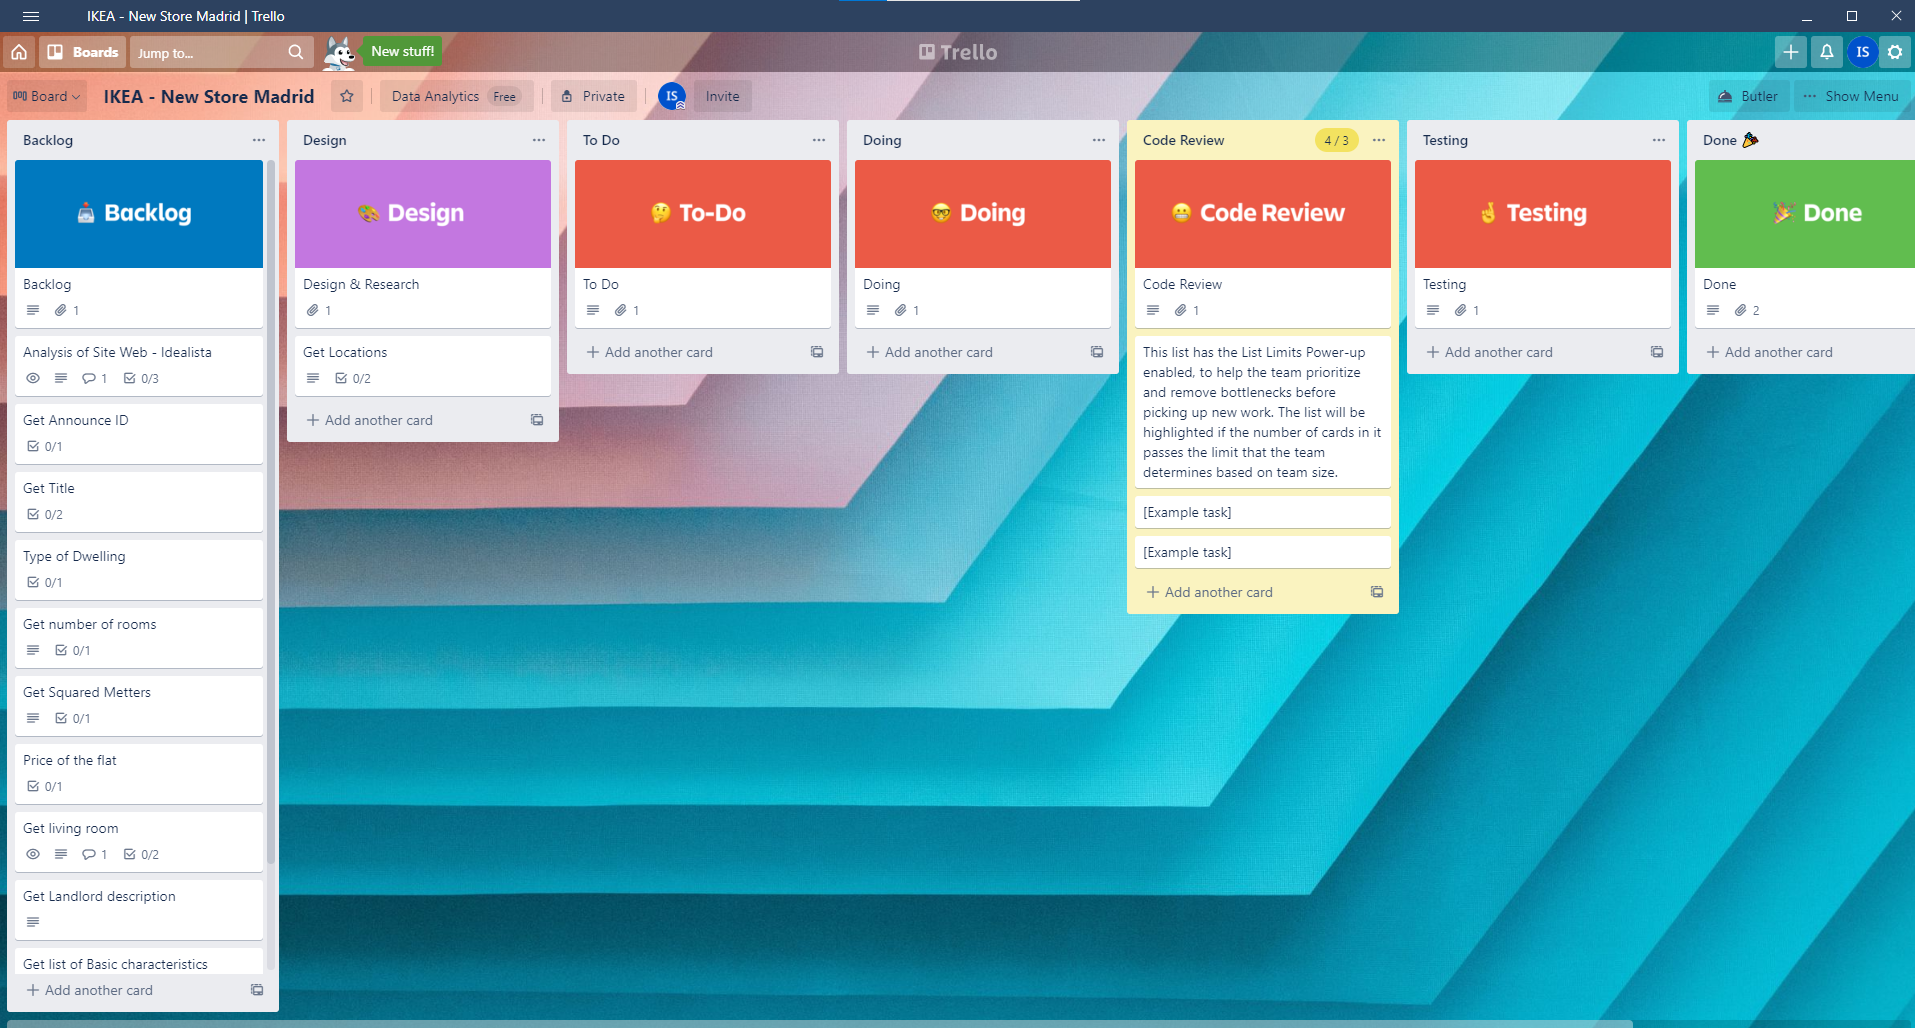 IKEA - New Store Madrid | Trello
Boards
Jump to...
New stuff!
Trello
IS
Board
IKEA - New Store Madrid
Data Analytics Free
Private
IS
Invite
Butler
Show Menu
Backlog
Backlog
Backlog
1
Analysis of Site Web - Idealista
1 0/3
Get Announce ID
0/1
Get Title
0/2
Type of Dwelling
0/1
Get number of rooms
0/1
Get Squared Metters
0/1
Price of the flat
0/1
Get living room
1 0/2
Get Landlord description
Get list of Basic characteristics
Add another card
Design
Design
Design & Research
1
Get Locations
0/2
Add another card
To Do
To-Do
To Do
1
Add another card
Doing
Doing
Doing
1
Add another card
Code Review 4 / 3
Code Review
Code Review
1
This list has the List Limits Power-up
enabled, to help the team prioritize
and remove bottlenecks before
picking up new work. The list will be
highlighted if the number of cards in it
passes the limit that the team
determines based on team size.
[Example task]
[Example task]
Add another card
Testing
Testing
Testing
1
Add another card
Done
Done
Done
2
Add another card